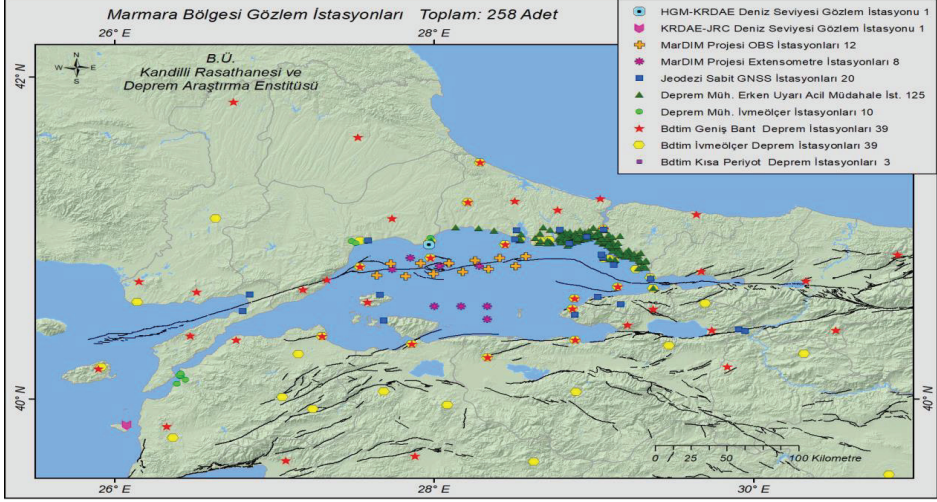 Marmara Bölgesi Gözlem İstasyonları Toplam: 258 Adet
26° E
28° E
HGM-KRDAE Deniz Seviyesi Gözlem İstasyonu 1
KRDAE-JRC Deniz Seviyesi Gözlem İstasyonu 1
MarDIM Projesi OBS İstasyonları 12
MarDIM Projesi Extensometre İstasyonları 8
Jeodezi Sabit GNSS İstasyonları 20
Deprem Müh. Erken Uyarı Acil Müdahale İst. 125
Deprem Müh. İvmeölçer İstasyonları 10
Bdtim Geniş Bant Deprem İstasyonları 39
Bdtim İvmeölçer Deprem İstasyonları 39
Bdtim Kısa Periyot Deprem İstasyonları 3
N
W
E
S
B.Ü.
Kandilli Rasathanesi ve
Deprem Araştırma Enstitüsü
42° N
40° N
40° N
0 25 50 100 Kilometre
26° E
28° E
30° E